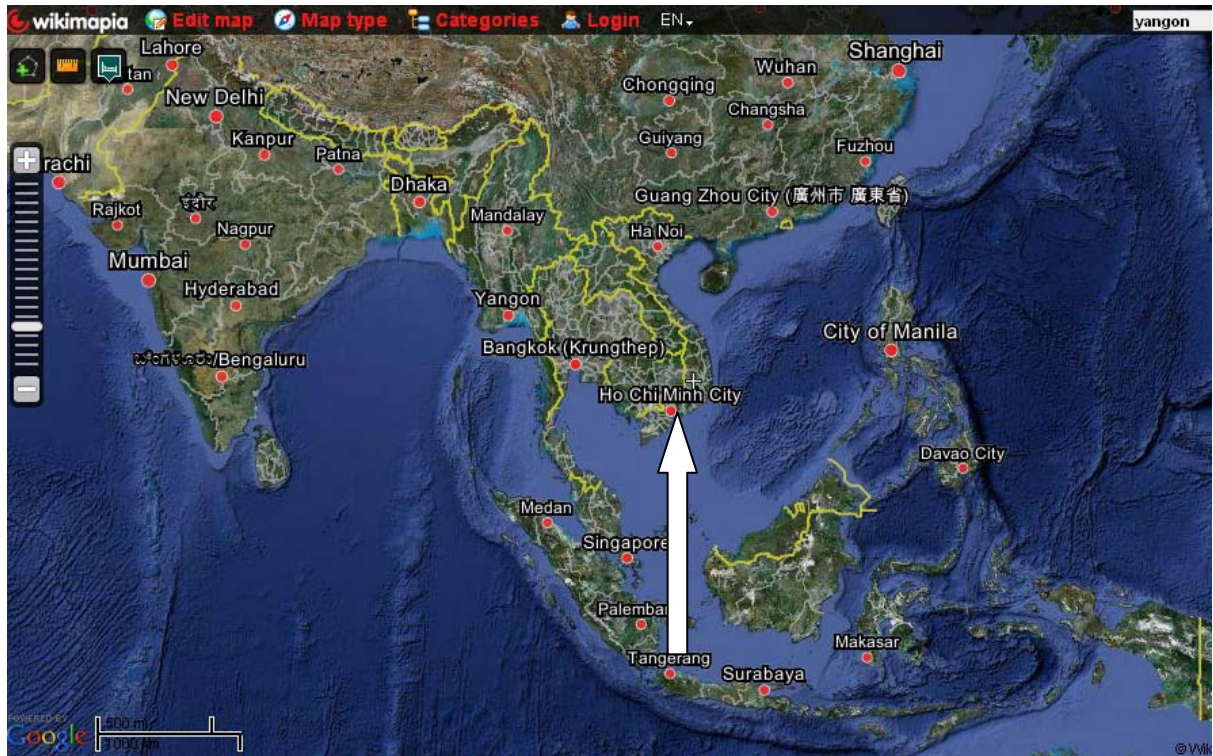 wikimapia Edit map Map type Categories Login EN yangon
Lahore
Shanghai
tan
Wuhan
Chongqing
New Delhi
Changsha
Kanpur
Guiyang
Patna
Fuzhou
rachi
Dhaka
Guang Zhou City (廣州市 廣東省)
Rajkot
इंदौर
Mandalay
Nagpur
Ha Noi
Mumbai
Hyderabad
Yangon
City of Manila
Bangkok (Krungthep)
/Bengaluru
Ho Chi Minh City
Davao City
Medan
Singapore
Palemban
Makasar
Tangerang
Surabaya
POWERED BY
Google
500 mi
1000 km
© Wik